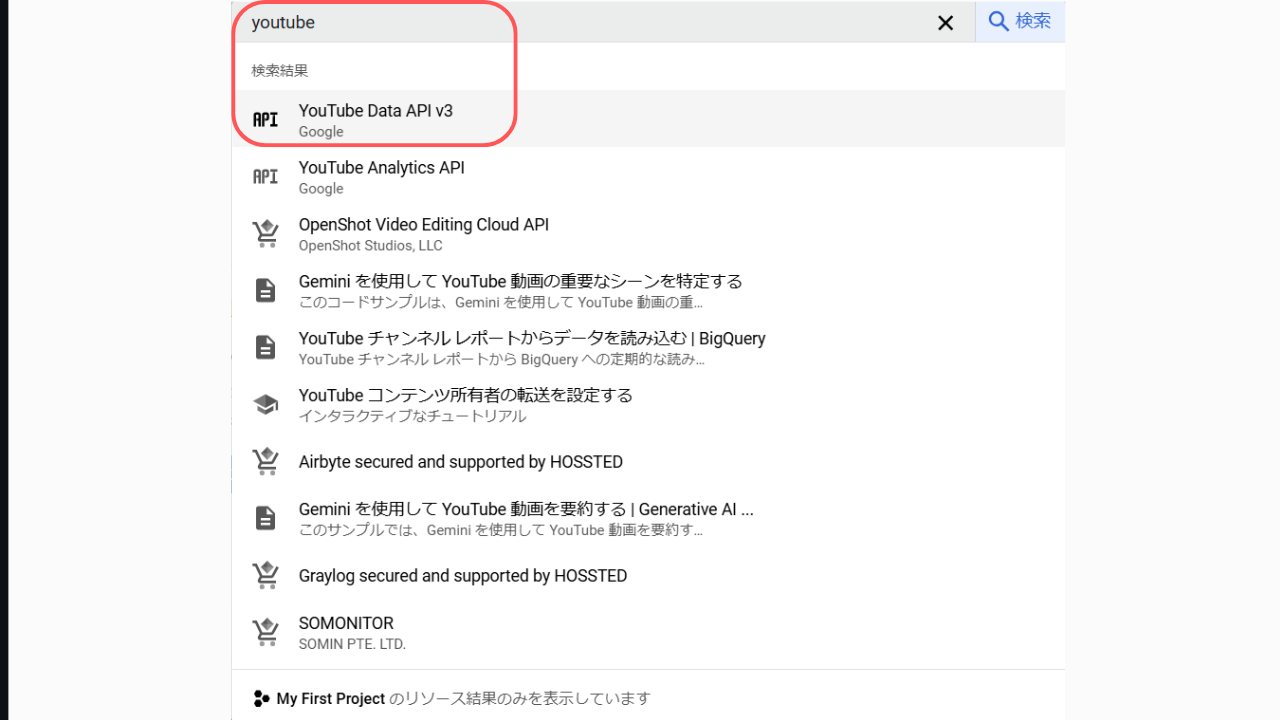 youtube
検索
検索結果
API
YouTube Data API v3
Google
API
YouTube Analytics API
Google
OpenShot Video Editing Cloud API
OpenShot Studios, LLC
Gemini を使用して YouTube 動画の重要なシーンを特定する
このコードサンプルは、Gemini を使用して YouTube 動画の重...
YouTube チャンネル レポートからデータを読み込む | BigQuery
YouTube チャンネル レポートから BigQuery への定期的な読み...
YouTube コンテンツ所有者の転送を設定する
インタラクティブなチュートリアル
Airbyte secured and supported by HOSSTED
Gemini を使用して YouTube 動画を要約する | Generative AI ...
このサンプルでは、Gemini を使用して YouTube 動画を要約す...
Graylog secured and supported by HOSSTED
SOMONITOR
SOMIN PTE. LTD.
My First Project のリソース結果のみを表示しています